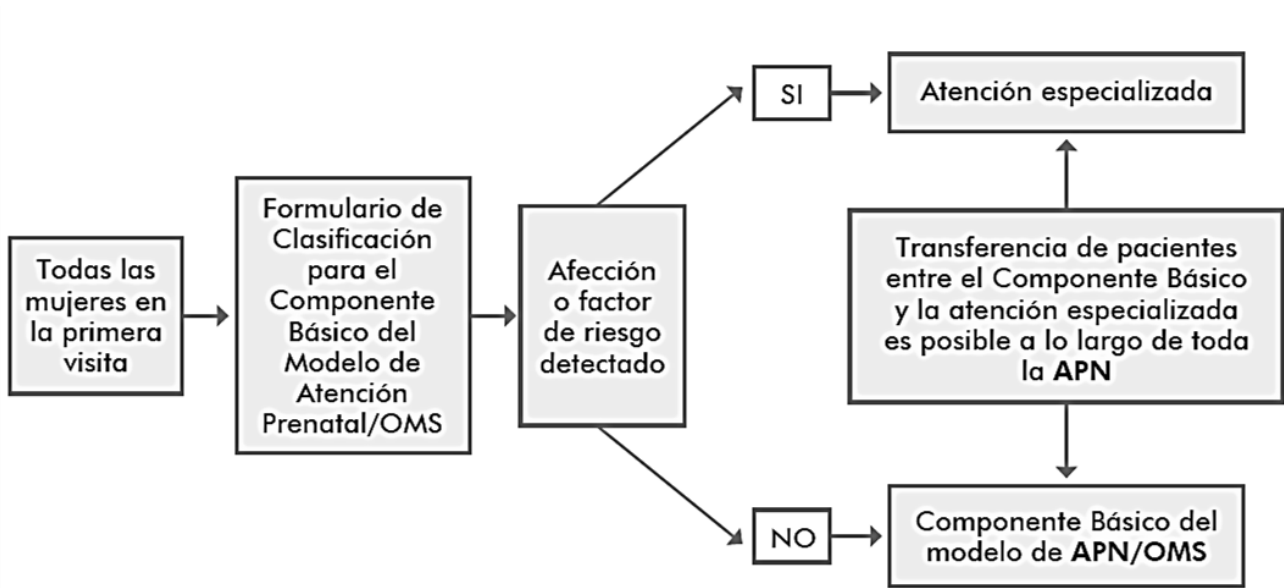 Todas las
mujeres en
la primera
visita
Formulario de
Clasificación
para el
Componente
Básico del
Modelo de
Atención
Prenatal/OMS
Afección
o factor
de riesgo
detectado
SI
Atención especializada
Transferencia de pacientes
entre el Componente Básico
y la atención especializada
es posible a lo largo de toda
la APN
NO
Componente Básico del
modelo de APN/OMS